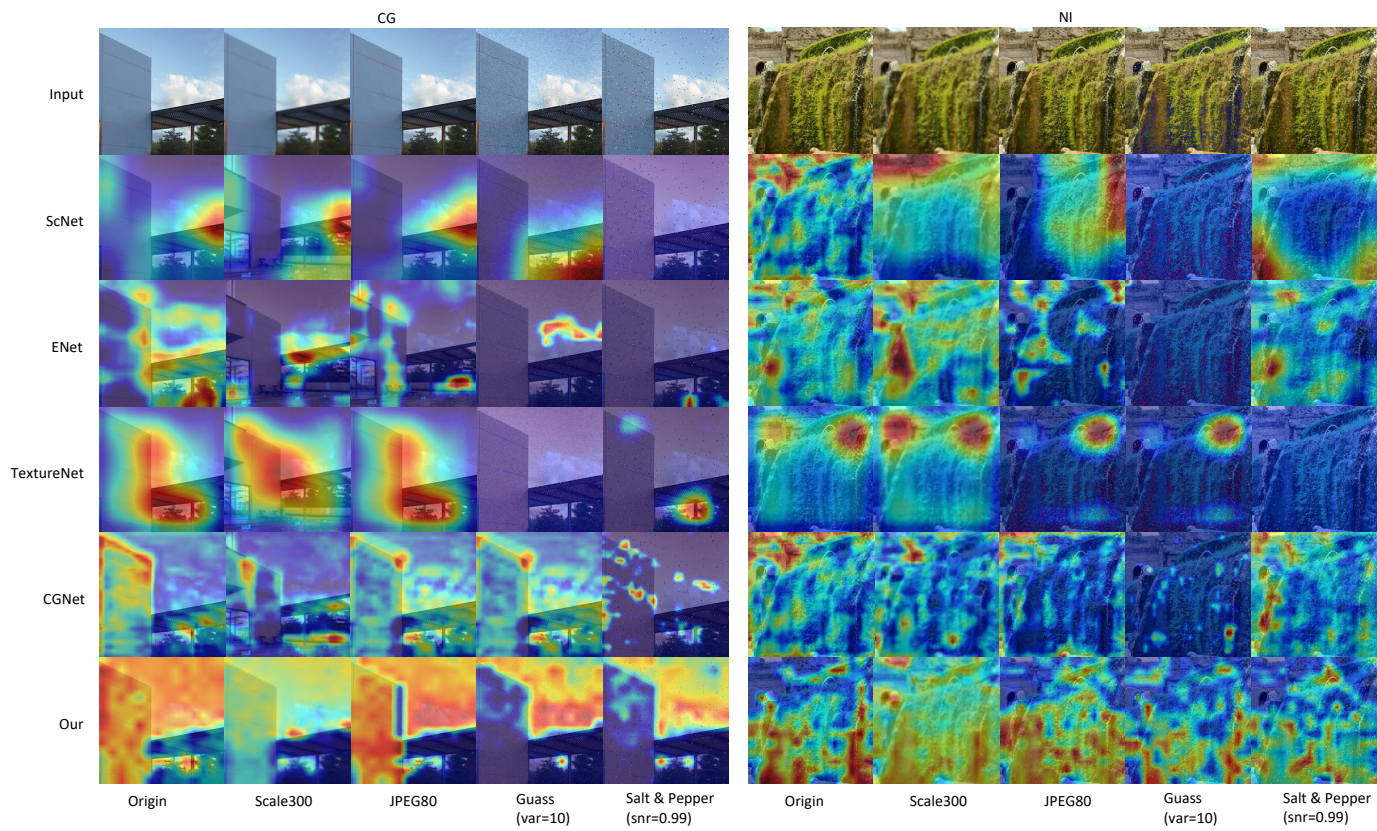 CG NI
Input
ScNet
ENet
TextureNet
CGNet
Our
Origin Scale300 JPEG80 Guass Salt & Pepper Origin Scale300 JPEG80 Guass Salt & Pepper
(var=10) (snr=0.99) (var=10) (snr=0.99)